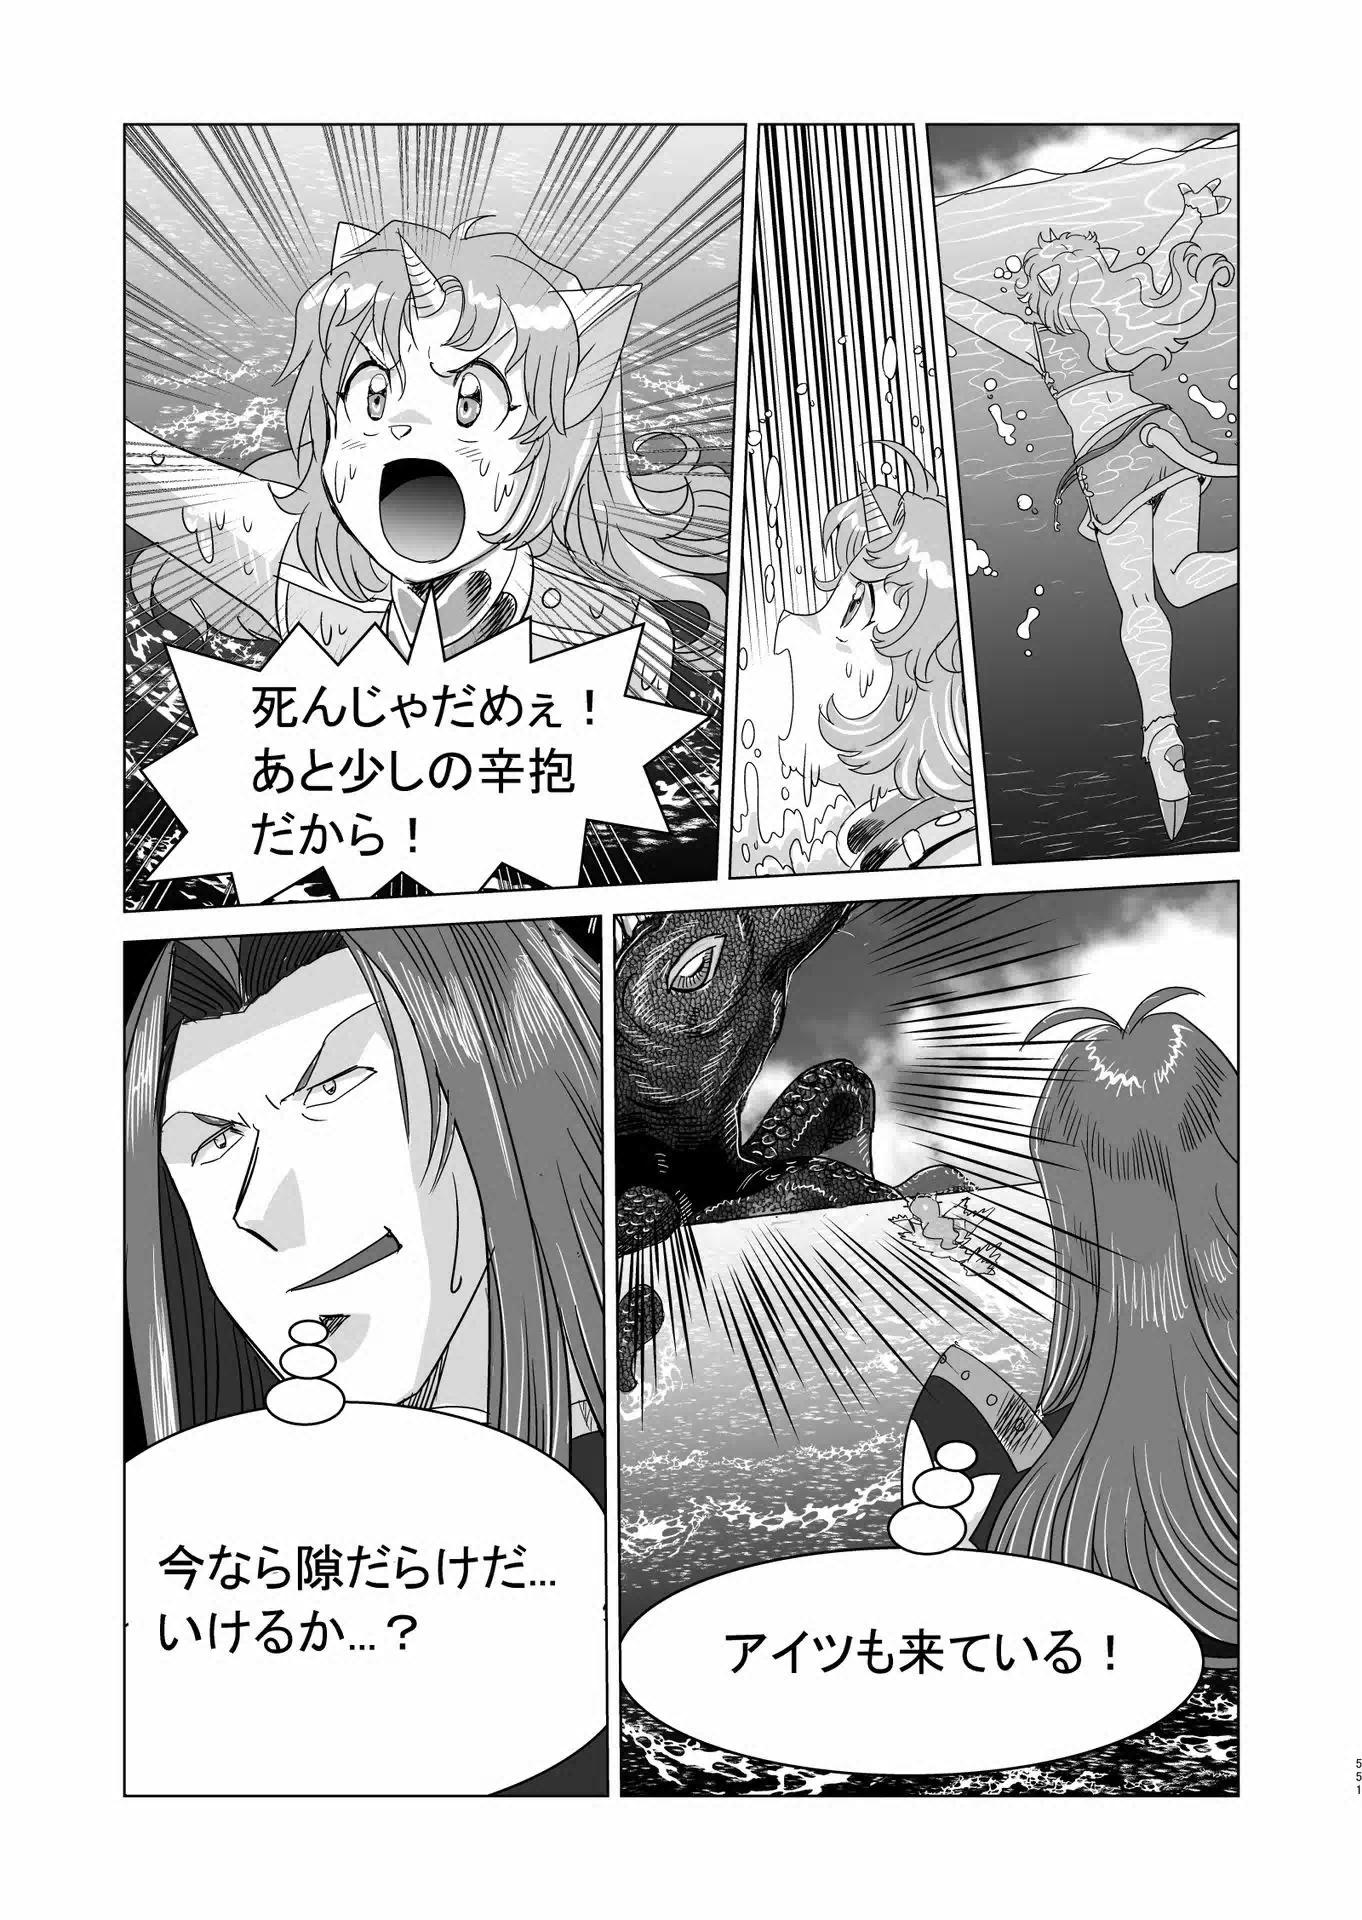 死んじゃだめぇ！
あと少しの辛抱
だから！
アイツも来ている！
今なら隙だらけだ…
いけるか…？
551